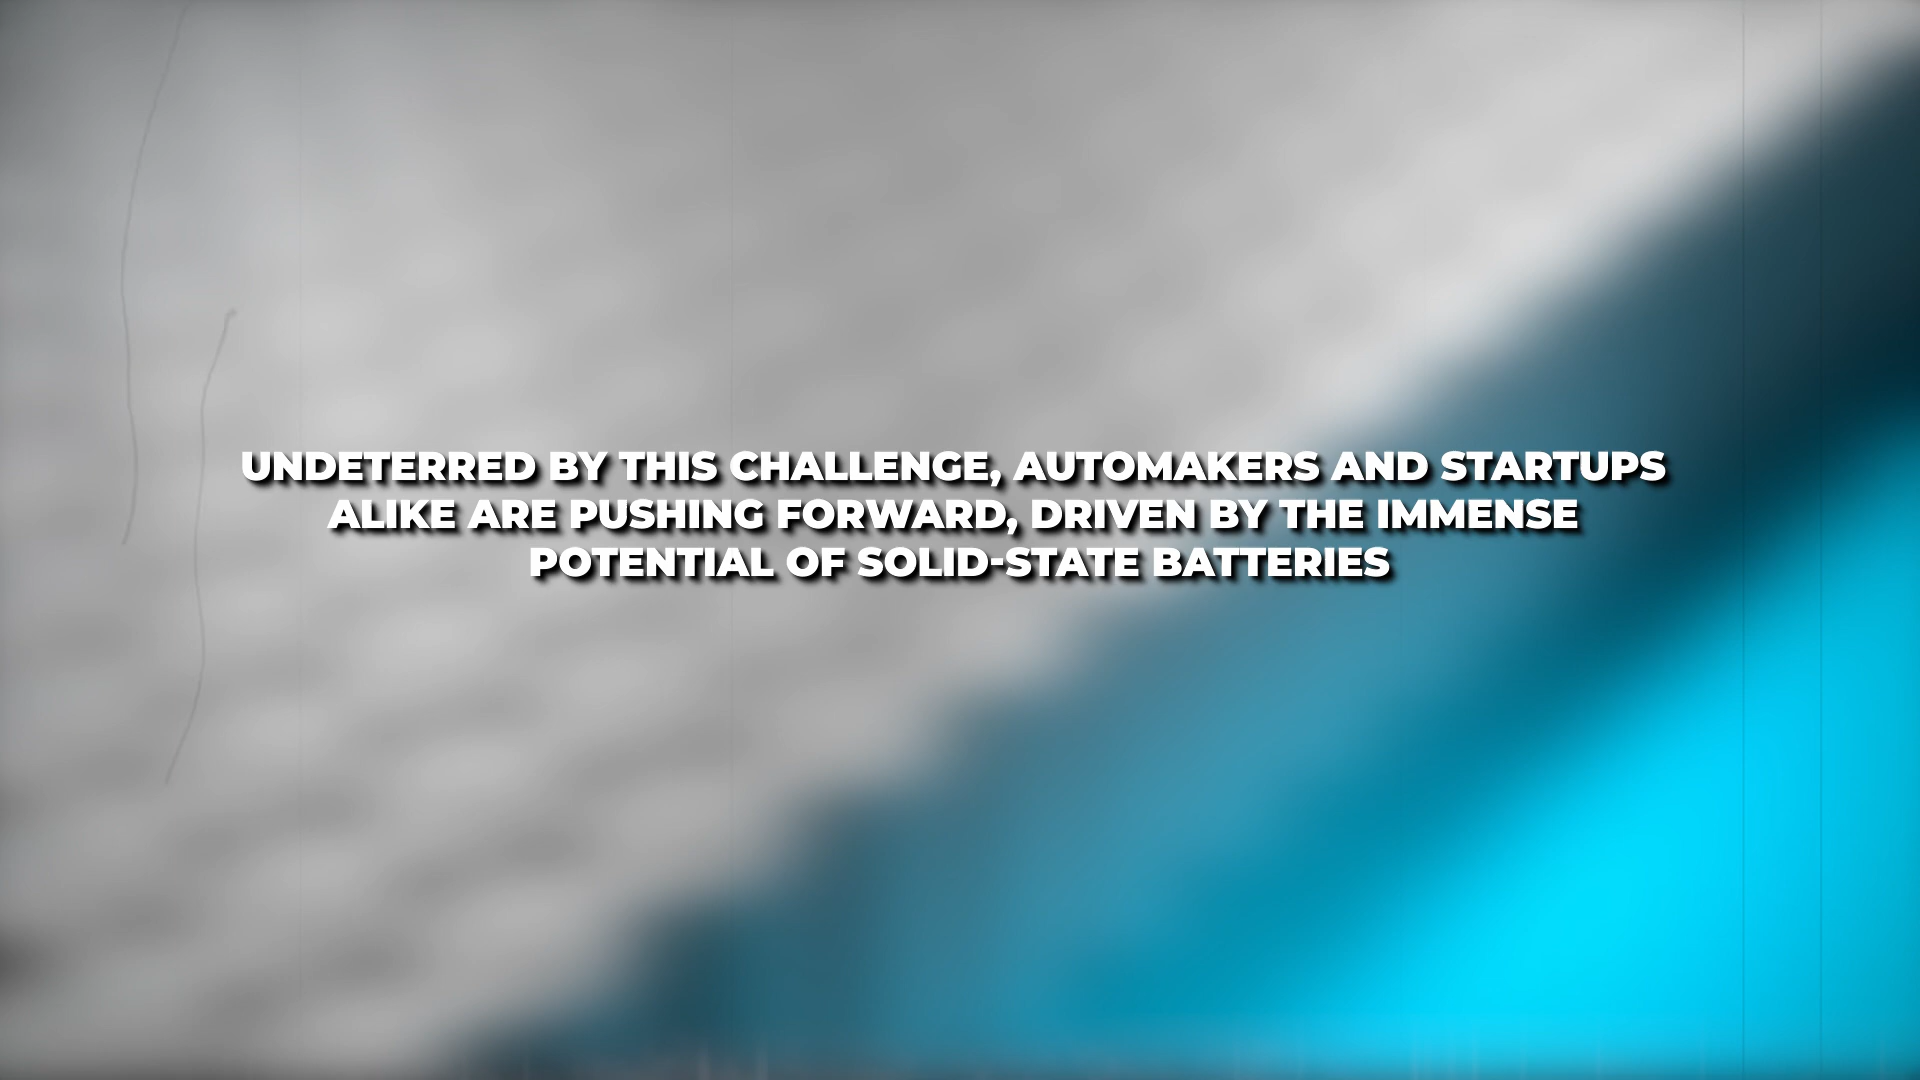 UNDETERRED BY THIS CHALLENGE, AUTOMAKERS AND STARTUPS
ALIKE ARE PUSHING FORWARD, DRIVEN BY THE IMMENSE
POTENTIAL OF SOLID-STATE BATTERIES